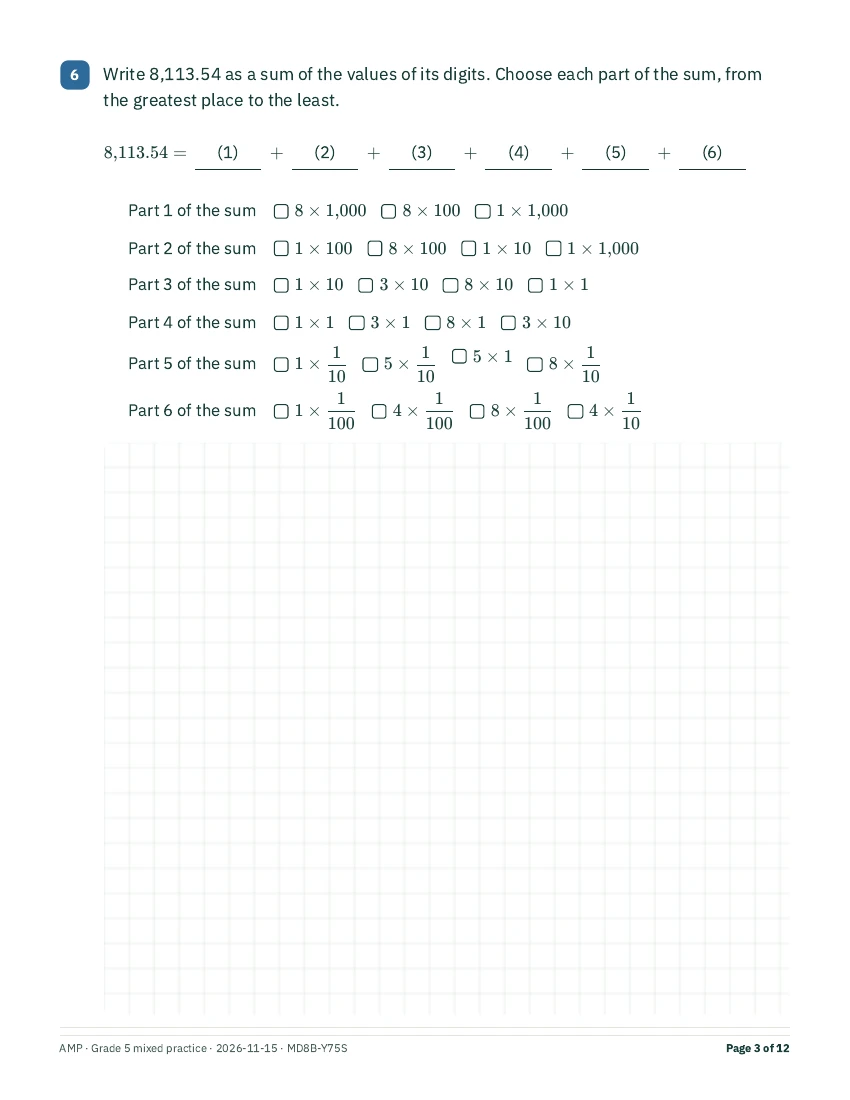 6
Write 8,113.54 as a sum of the values of its digits. Choose each part of the sum, from
the greatest place to the least.
8,113.54 = (1) + (2) + (3) + (4) + (5) + (6)
Part 1 of the sum ☐ 8 × 1,000 ☐ 8 × 100 ☐ 1 × 1,000
Part 2 of the sum ☐ 1 × 100 ☐ 8 × 100 ☐ 1 × 10 ☐ 1 × 1,000
Part 3 of the sum ☐ 1 × 10 ☐ 3 × 10 ☐ 8 × 10 ☐ 1 × 1
Part 4 of the sum ☐ 1 × 1 ☐ 3 × 1 ☐ 8 × 1 ☐ 3 × 10
Part 5 of the sum ☐ 1 × 1/10 ☐ 5 × 1/10 ☐ 5 × 1 ☐ 8 × 1/10
Part 6 of the sum ☐ 1 × 1/100 ☐ 4 × 1/100 ☐ 8 × 1/100 ☐ 4 × 1/10
AMP · Grade 5 mixed practice · 2026-11-15 · MD8B-Y75S
Page 3 of 12